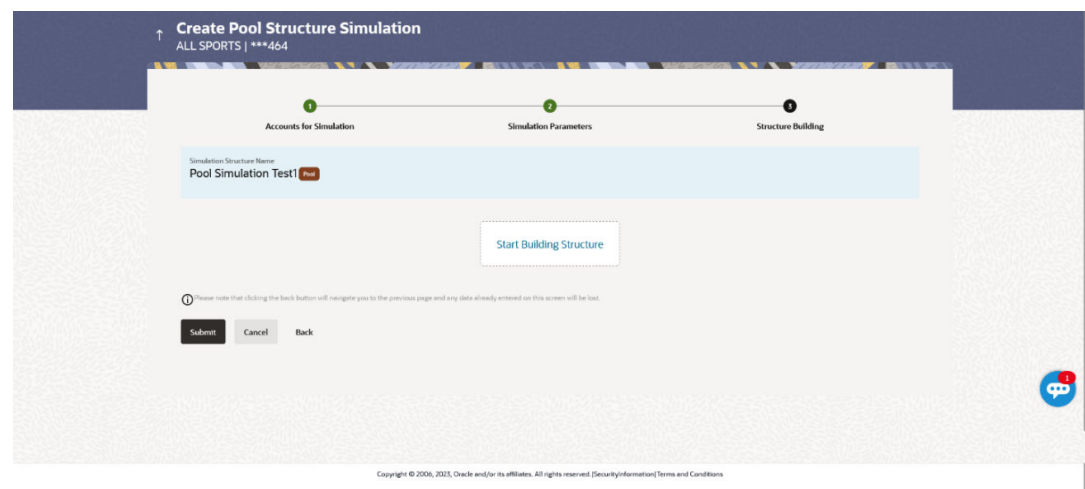 Create Pool Structure Simulation
ALL SPORTS | ***464
1
2
3
Accounts for Simulation
Simulation Parameters
Structure Building
Simulation Structure Name
Pool Simulation Test1 Pool
Start Building Structure
Please note that clicking the back button will navigate you to the previous page and any data already entered on this screen will be lost.
Submit
Cancel
Back
1
Copyright © 2006, 2023, Oracle and/or its affiliates. All rights reserved.|SecurityInformation|Terms and Conditions